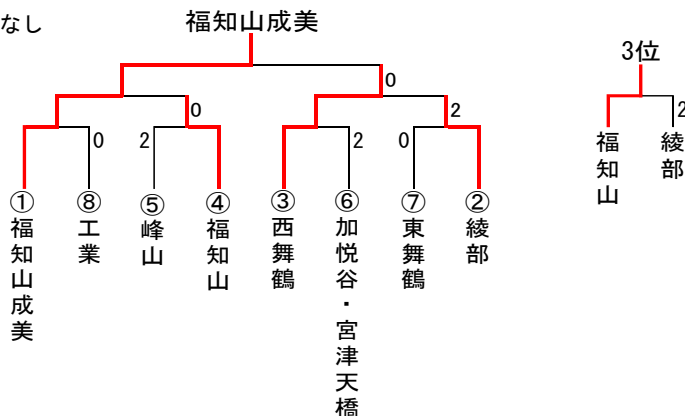 なし
福知山成美
3位
0
0
2
0
2
2
0
2
①福知山成美
⑧工業
⑤峰山
④福知山
③西舞鶴
⑥加悦谷・宮津天橋
⑦東舞鶴
②綾部
福知山
綾部